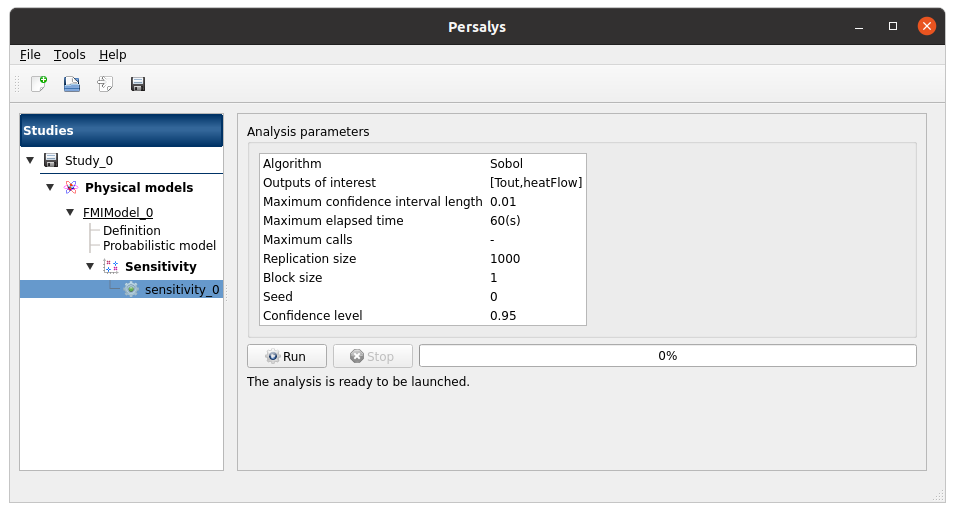 Persalys
File Tools Help
Studies
Study_0
Physical models
FMIModel_0
Definition
Probabilistic model
Sensitivity
sensitivity_0
Analysis parameters
Algorithm Sobol
Outputs of interest [Tout,heatFlow]
Maximum confidence interval length 0.01
Maximum elapsed time 60(s)
Maximum calls -
Replication size 1000
Block size 1
Seed 0
Confidence level 0.95
Run Stop 0%
The analysis is ready to be launched.